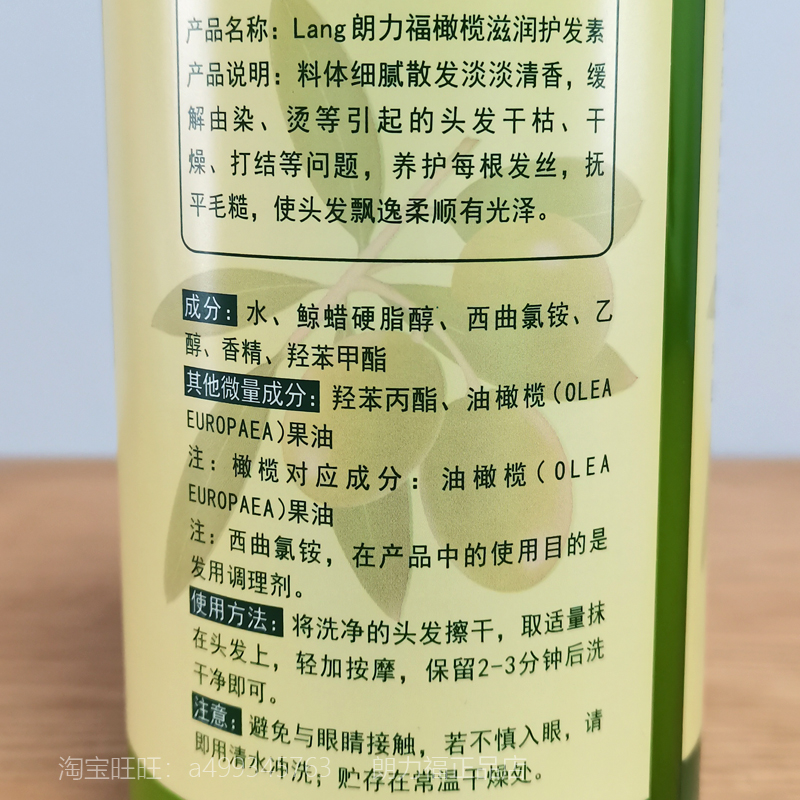 产品名称：Lang朗力福橄榄滋润护发素
产品说明：料体细腻散发淡淡清香，缓
解由染、烫等引起的头发干枯、干
燥、打结等问题，养护每根发丝，抚
平毛糙，使头发飘逸柔顺有光泽。
成分：水、鲸蜡硬脂醇、西曲氯铵、乙
醇、香精、羟苯甲酯
其他微量成分：羟苯丙酯、油橄榄（OLEA
EUROPAEA）果油
注：橄榄对应成分：油橄榄（OLEA
EUROPAEA）果油
注：西曲氯铵，在产品中的使用目的是
发用调理剂。
使用方法：将洗净的头发擦干，取适量抹
在头发上，轻加按摩，保留2-3分钟后洗
干净即可。
注意：避免与眼睛接触，若不慎入眼，请
即用清水冲洗；贮存在常温干燥处。
淘宝旺旺：